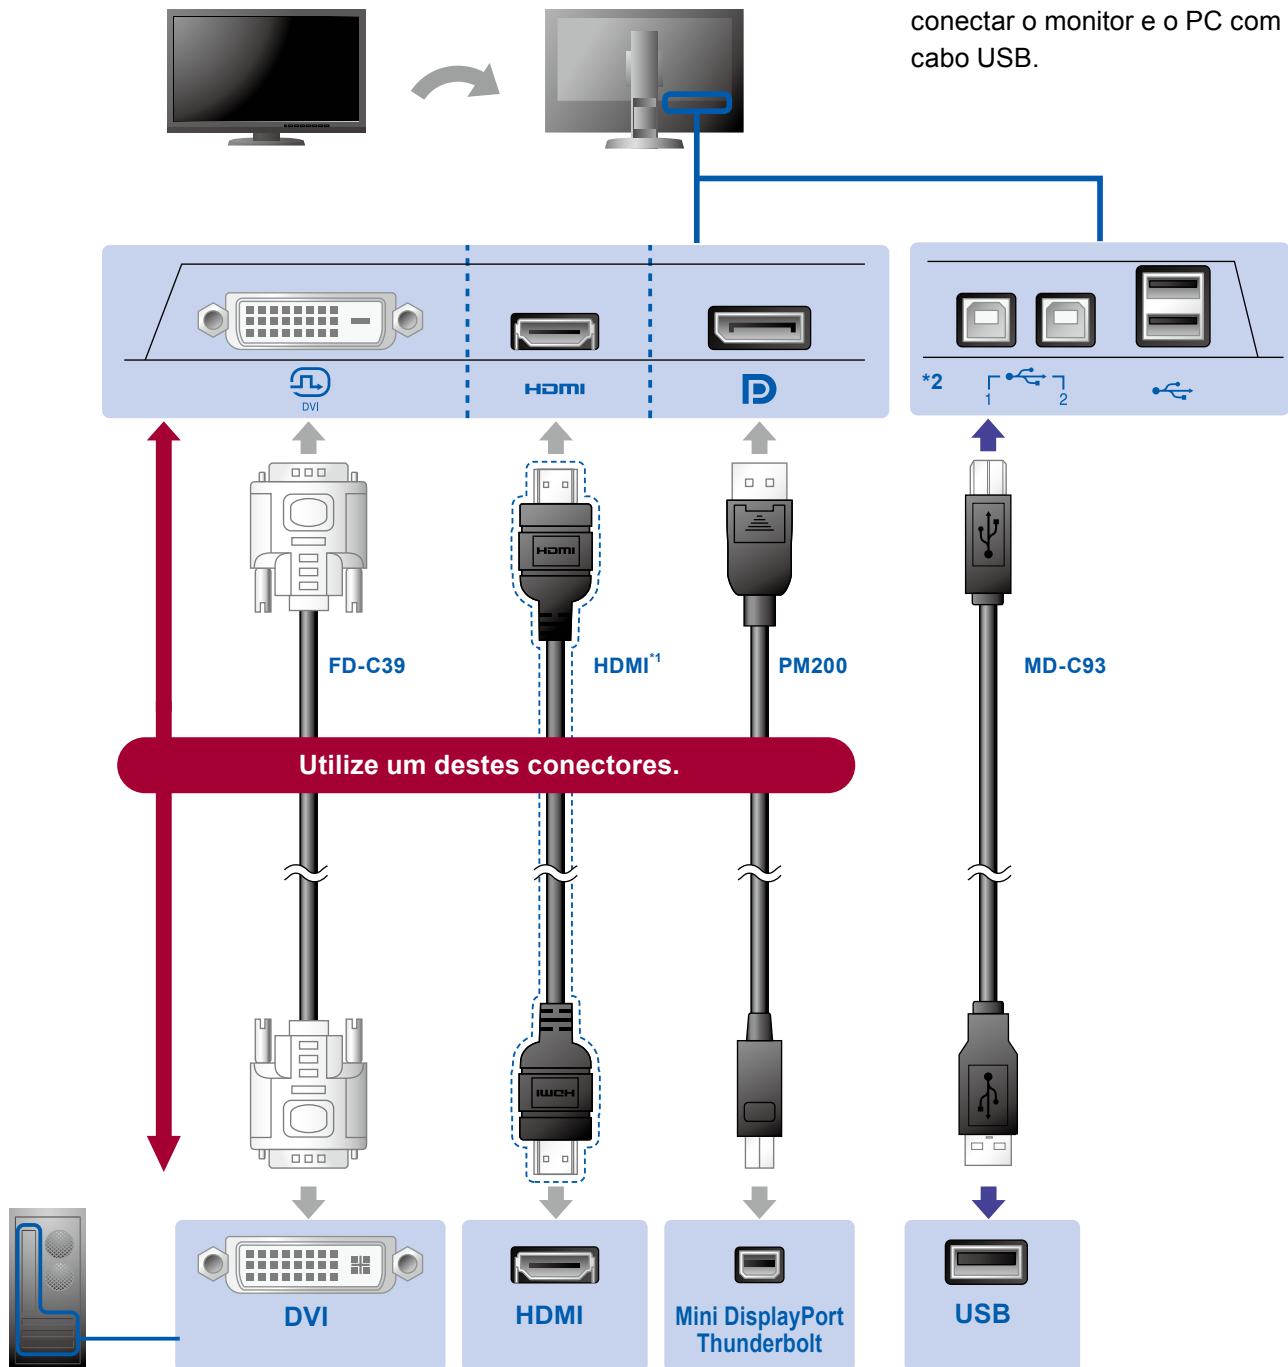 conectar o monitor e o PC com
cabo USB.
DVI
HDMI
D
*2
1
2
HDMI
FD-C39
HDMI*1
PM200
MD-C93
Utilize um destes conectores.
HDMI
DVI
HDMI
Mini DisplayPort
Thunderbolt
USB